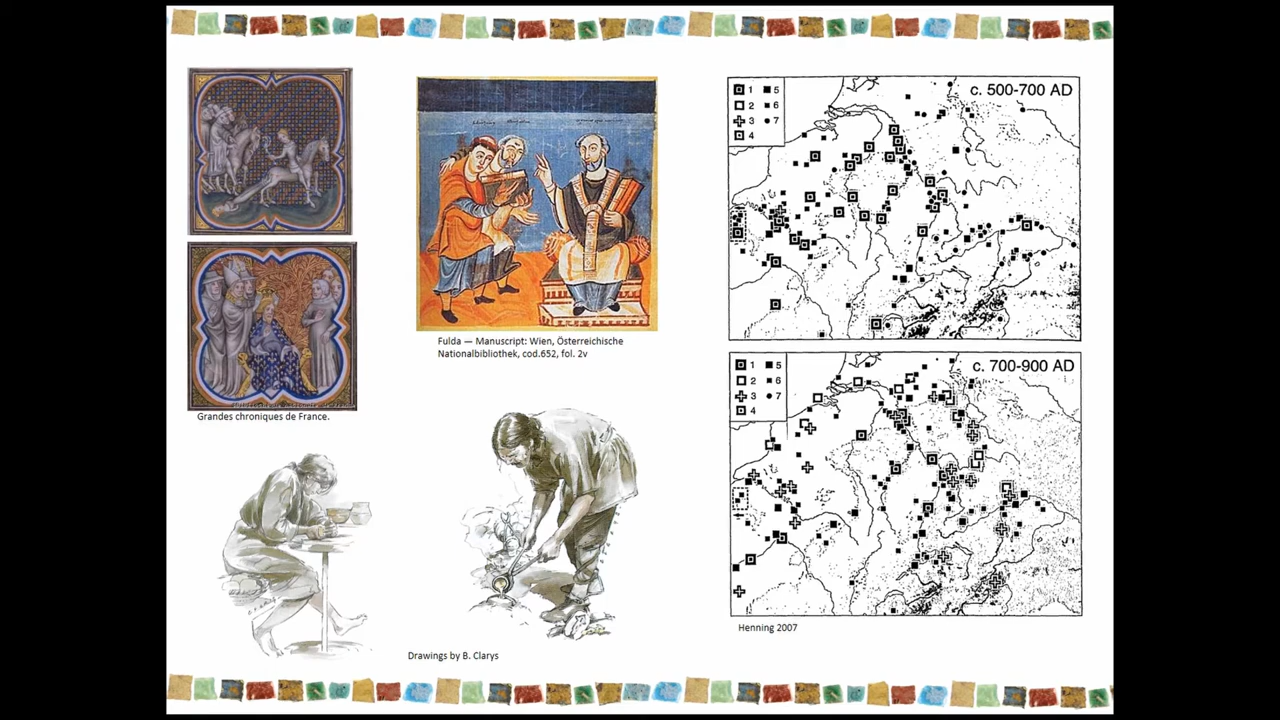 Grandes chroniques de France.
Fulda — Manuscript: Wien, Österreichische
Nationalbibliothek, cod.652, fol. 2v
Drawings by B. Clarys
c. 500-700 AD
1 5
2 6
3 7
4
c. 700-900 AD
1 5
2 6
3 7
4
Henning 2007